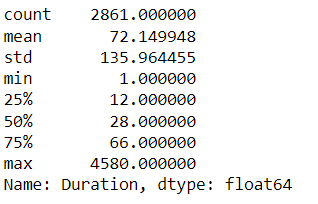 count    2861.000000
mean       72.149948
std       135.964455
min         1.000000
25%        12.000000
50%        28.000000
75%        66.000000
max      4580.000000
Name: Duration, dtype: float64